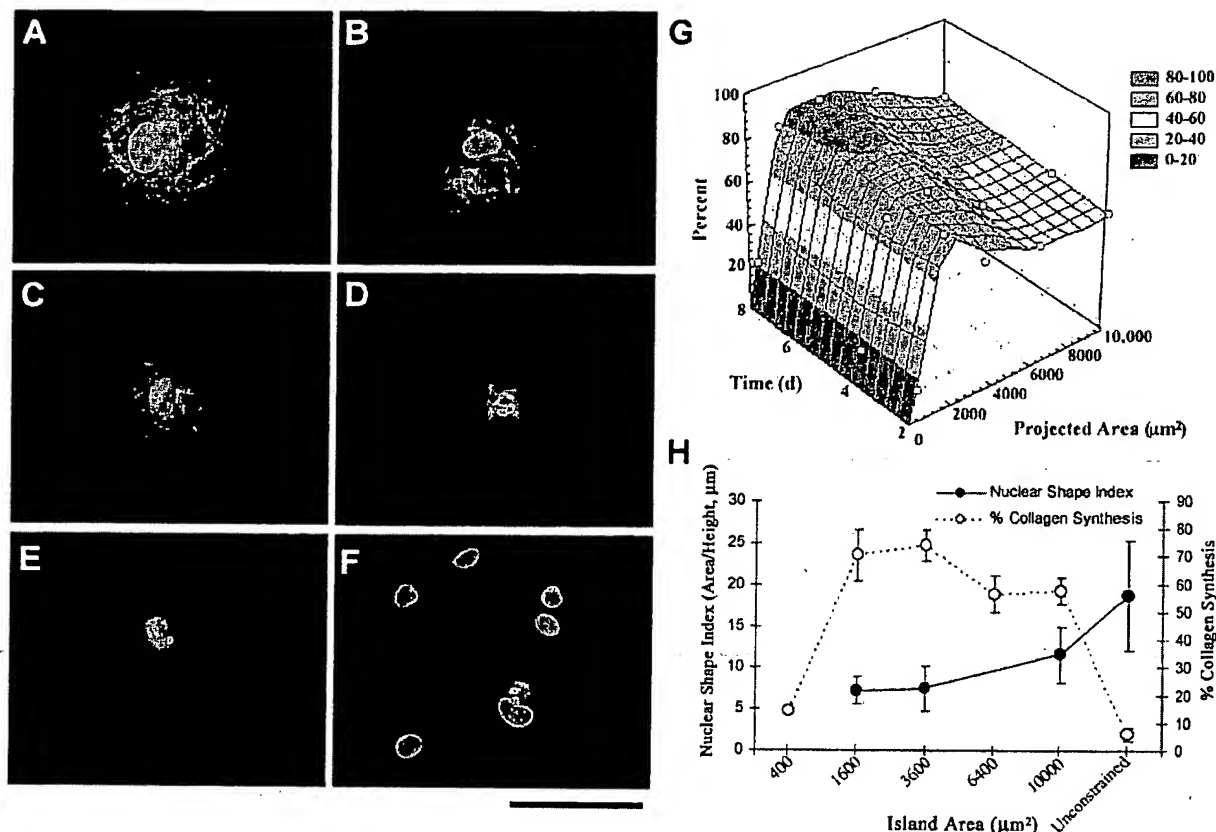 A
B
C
D
E
F
G
100
80
60
40
20
Percent
8
6
4
2
Time (d)
0
2000
4000
6000
8000
10,000
Projected Area (µm²)
80-100
60-80
40-60
20-40
0-20
H
Nuclear Shape Index
% Collagen Synthesis
Nuclear Shape Index (Area/Height, µm)
30
25
20
15
10
5
0
90
80
70
60
50
40
30
20
10
0
% Collagen Synthesis
400
1600
3600
6400
10000
Unconstrained
Island Area (µm²)